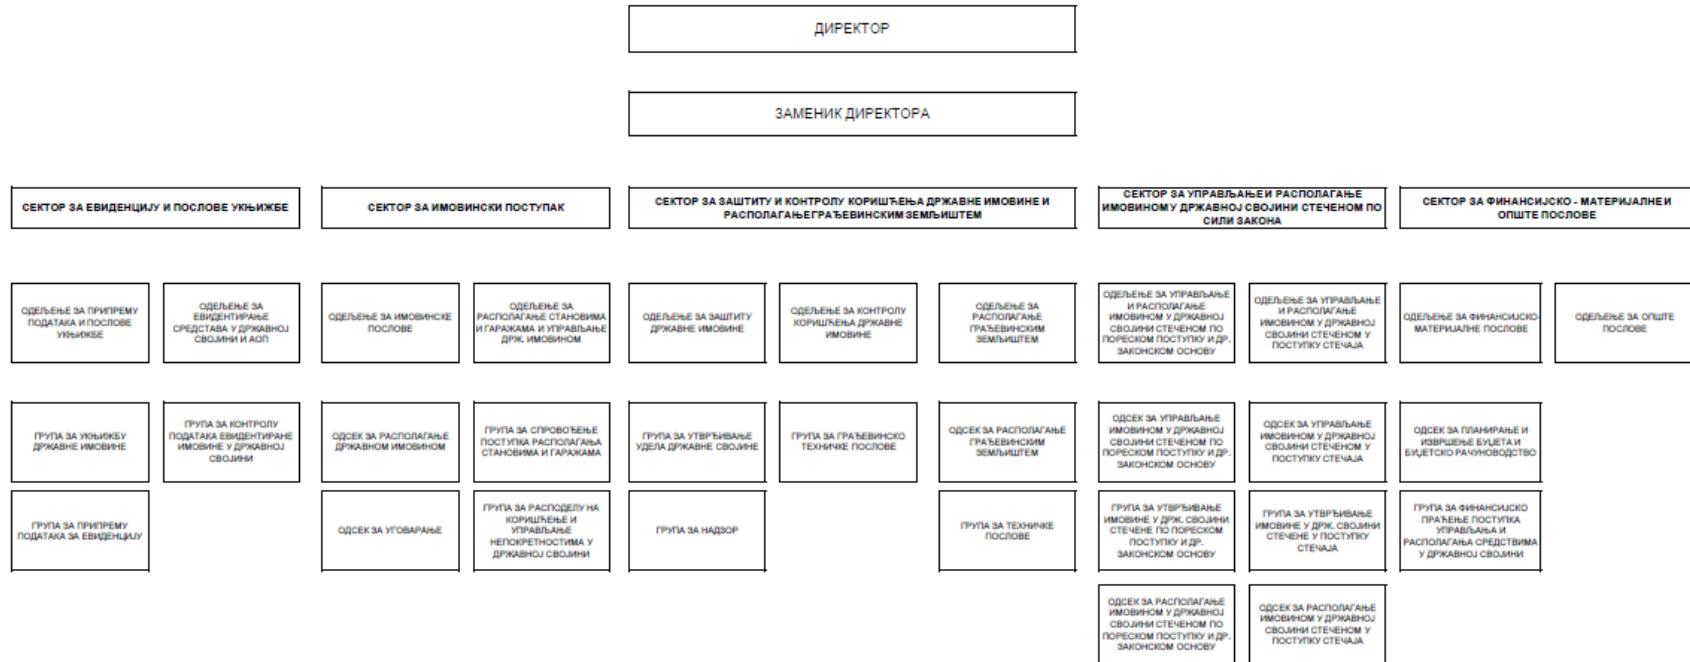 ДИРЕКТОР
ЗАМЕНИК ДИРЕКТОРА
СЕКТОР ЗА ЕВИДЕНЦИЈУ И ПОСЛОВЕ УКЊИЖБЕ
СЕКТОР ЗА ИМОВИНСКИ ПОСТУПАК
СЕКТОР ЗА ЗАШТИТУ И КОНТРОЛУ КОРИШЋЕЊА ДРЖАВНЕ ИМОВИНЕ И
РАСПОЛАГАЊЕ ГРАЂЕВИНСКИМ ЗЕМЉИШТЕМ
СЕКТОР ЗА УПРАВЉАЊЕ И РАСПОЛАГАЊЕ
ИМОВИНОМ У ДРЖАВНОЈ СВОЈИНИ СТЕЧЕНОМ ПО
СИЛИ ЗАКОНА
СЕКТОР ЗА ФИНАНСИЈСКО - МАТЕРИЈАЛНЕ И
ОПШТЕ ПОСЛОВЕ
ОДЕЉЕЊЕ ЗА ПРИПРЕМУ
ПОДАТАКА И ПОСЛОВЕ
УКЊИЖБЕ
ОДЕЉЕЊЕ ЗА
ЕВИДЕНТИРАЊЕ
СРЕДСТАВА У ДРЖАВНОЈ
СВОЈИНИ И АОП
ОДЕЉЕЊЕ ЗА ИМОВИНСКЕ
ПОСЛОВЕ
ОДЕЉЕЊЕ ЗА
РАСПОЛАГАЊЕ СТАНОВИМА
И ГАРАЖАМА И УПРАВЉАЊЕ
ДРЖ. ИМОВИНОМ
ОДЕЉЕЊЕ ЗА ЗАШТИТУ
ДРЖАВНЕ ИМОВИНЕ
ОДЕЉЕЊЕ ЗА КОНТРОЛУ
КОРИШЋЕЊА ДРЖАВНЕ
ИМОВИНЕ
ОДЕЉЕЊЕ ЗА
РАСПОЛАГАЊЕ
ГРАЂЕВИНСКИМ
ЗЕМЉИШТЕМ
ОДЕЉЕЊЕ ЗА УПРАВЉАЊЕ
И РАСПОЛАГАЊЕ
ИМОВИНОМ У ДРЖАВНОЈ
СВОЈИНИ СТЕЧЕНОМ ПО
ПОРЕСКОМ ПОСТУПКУ И ДР.
ЗАКОНСКОМ ОСНОВУ
ОДЕЉЕЊЕ ЗА УПРАВЉАЊЕ
И РАСПОЛАГАЊЕ
ИМОВИНОМ У ДРЖАВНОЈ
СВОЈИНИ СТЕЧЕНОМ У
ПОСТУПКУ СТЕЧАЈА
ОДЕЉЕЊЕ ЗА ФИНАНСИЈСКО-
МАТЕРИЈАЛНЕ ПОСЛОВЕ
ОДЕЉЕЊЕ ЗА ОПШТЕ
ПОСЛОВЕ
ГРУПА ЗА УКЊИЖБУ
ДРЖАВНЕ ИМОВИНЕ
ГРУПА ЗА КОНТРОЛУ
ПОДАТАКА ЕВИДЕНТИРАНЕ
ИМОВИНЕ У ДРЖАВНОЈ
СВОЈИНИ
ОДСЕК ЗА РАСПОЛАГАЊЕ
ДРЖАВНОМ ИМОВИНОМ
ГРУПА ЗА СПРОВОЂЕЊЕ
ПОСТУПКА РАСПОЛАГАЊА
СТАНОВИМА И ГАРАЖАМА
ГРУПА ЗА УТВРЂИВАЊЕ
УДЕЛА ДРЖАВНЕ СВОЈИНЕ
ГРУПА ЗА ГРАЂЕВИНСКО
ТЕХНИЧКЕ ПОСЛОВЕ
ОДСЕК ЗА РАСПОЛАГАЊЕ
ГРАЂЕВИНСКИМ
ЗЕМЉИШТЕМ
ОДСЕК ЗА УПРАВЉАЊЕ
ИМОВИНОМ У ДРЖАВНОЈ
СВОЈИНИ СТЕЧЕНОМ ПО
ПОРЕСКОМ ПОСТУПКУ И ДР.
ЗАКОНСКОМ ОСНОВУ
ОДСЕК ЗА УПРАВЉАЊЕ
ИМОВИНОМ У ДРЖАВНОЈ
СВОЈИНИ СТЕЧЕНОМ У
ПОСТУПКУ СТЕЧАЈА
ОДСЕК ЗА ПЛАНИРАЊЕ И
ИЗВРШЕЊЕ БУЏЕТА И
БУЏЕТСКО РАЧУНОВОДСТВО
ГРУПА ЗА ПРИПРЕМУ
ПОДАТАКА ЗА ЕВИДЕНЦИЈУ
ОДСЕК ЗА УГОВАРАЊЕ
ГРУПА ЗА РАСПОДЕЛУ НА
КОРИШЋЕЊЕ И
УПРАВЉАЊЕ
НЕПОКРЕТНОСТИМА У
ДРЖАВНОЈ СВОЈИНИ
ГРУПА ЗА НАДЗОР
ГРУПА ЗА ТЕХНИЧКЕ
ПОСЛОВЕ
ГРУПА ЗА УТВРЂИВАЊЕ
ИМОВИНЕ У ДРЖ. СВОЈИНИ
СТЕЧЕНЕ ПО ПОРЕСКОМ
ПОСТУПКУ И ДР.
ЗАКОНСКОМ ОСНОВУ
ГРУПА ЗА УТВРЂИВАЊЕ
ИМОВИНЕ У ДРЖ. СВОЈИНИ
СТЕЧЕНЕ У ПОСТУПКУ
СТЕЧАЈА
ГРУПА ЗА ФИНАНСИЈСКО
ПРАЋЕЊЕ ПОСТУПКА
УПРАВЉАЊА И
РАСПОЛАГАЊА СРЕДСТВИМА
У ДРЖАВНОЈ СВОЈИНИ
ОДСЕК ЗА РАСПОЛАГАЊЕ
ИМОВИНОМ У ДРЖАВНОЈ
СВОЈИНИ СТЕЧЕНОМ ПО
ПОРЕСКОМ ПОСТУПКУ И ДР.
ЗАКОНСКОМ ОСНОВУ
ОДСЕК ЗА РАСПОЛАГАЊЕ
ИМОВИНОМ У ДРЖАВНОЈ
СВОЈИНИ СТЕЧЕНОМ У
ПОСТУПКУ СТЕЧАЈА